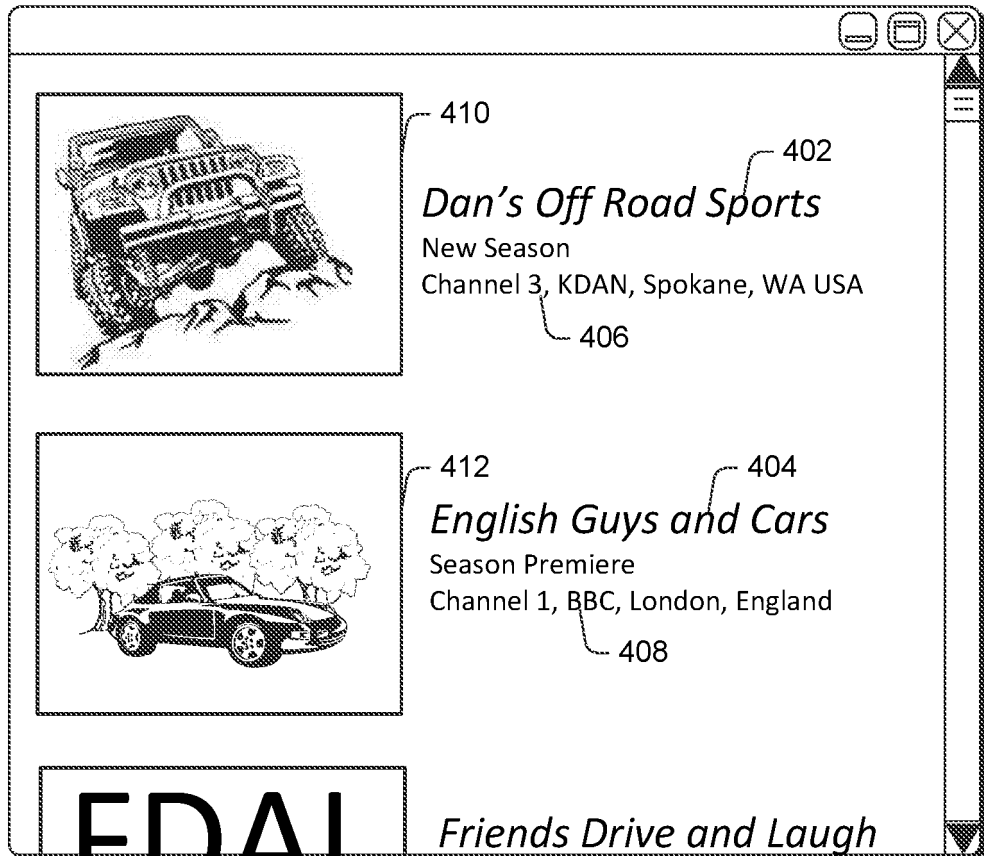 410
402
Dan's Off Road Sports
New Season
Channel 3, KDAN, Spokane, WA USA
406
412
404
English Guys and Cars
Season Premiere
Channel 1, BBC, London, England
408
FDAL
Friends Drive and Laugh